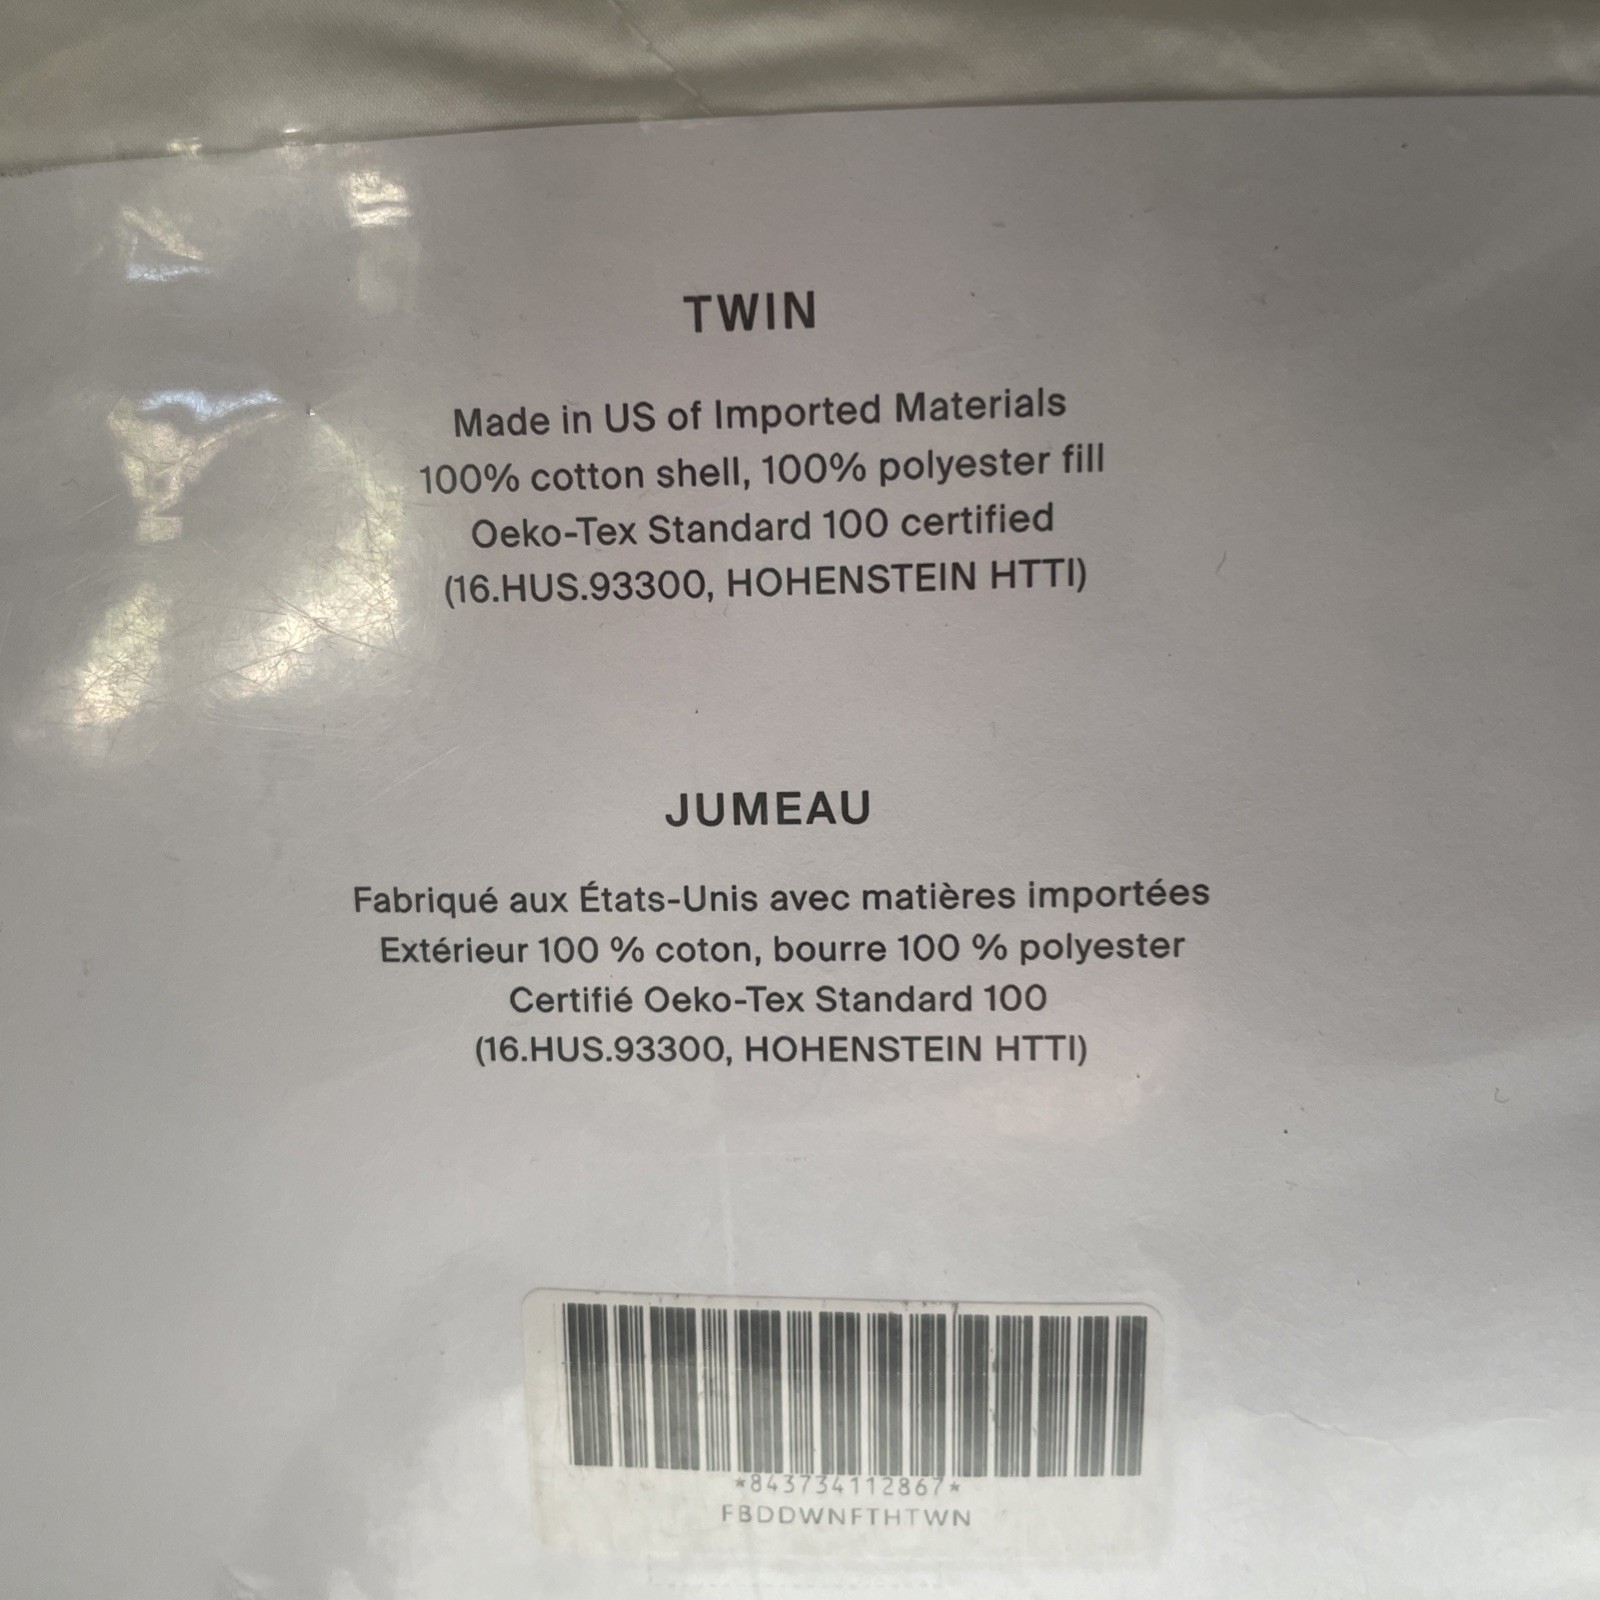 TWIN
Made in US of Imported Materials
100% cotton shell, 100% polyester fill
Oeko-Tex Standard 100 certified
(16.HUS.93300, HOHENSTEIN HTTI)
JUMEAU
Fabriqué aux États-Unis avec matières importées
Extérieur 100 % coton, bourre 100 % polyester
Certifié Oeko-Tex Standard 100
(16.HUS.93300, HOHENSTEIN HTTI)
*843734112867*
FBDDWNFTHTWN